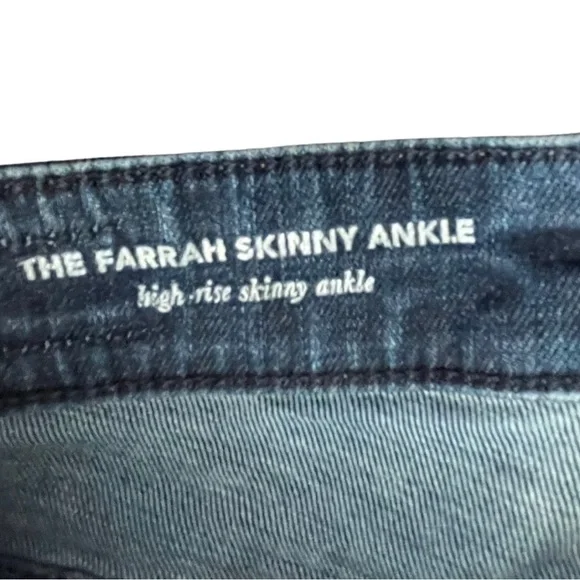 THE FARRAH SKINNY ANKLE
high-rise skinny ankle